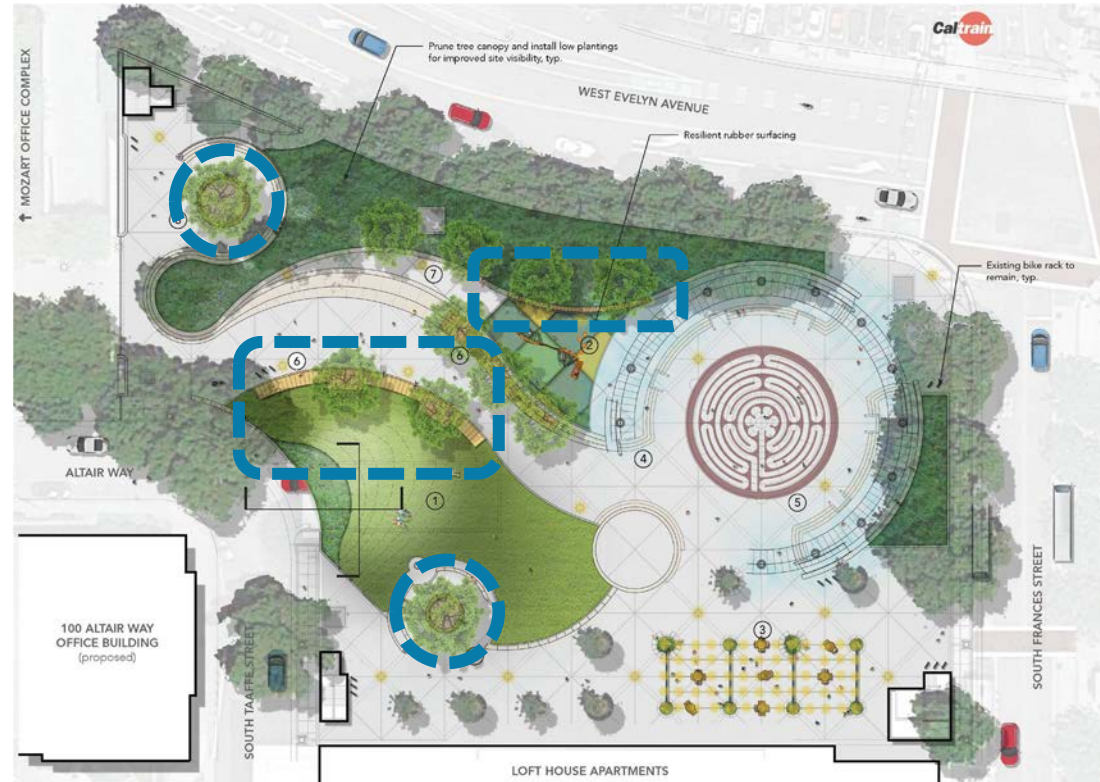 Caltrain
Prune tree canopy and install low plantings
for improved site visibility, typ.
WEST EVELYN AVENUE
MOZART OFFICE COMPLEX
Resilient rubber surfacing
Existing bike rack to
remain, typ.
7
2
6
6
4
5
1
3
ALTAIR WAY
100 ALTAIR WAY
OFFICE BUILDING
(proposed)
SOUTH TAAFFE STREET
SOUTH FRANCES STREET
LOFT HOUSE APARTMENTS